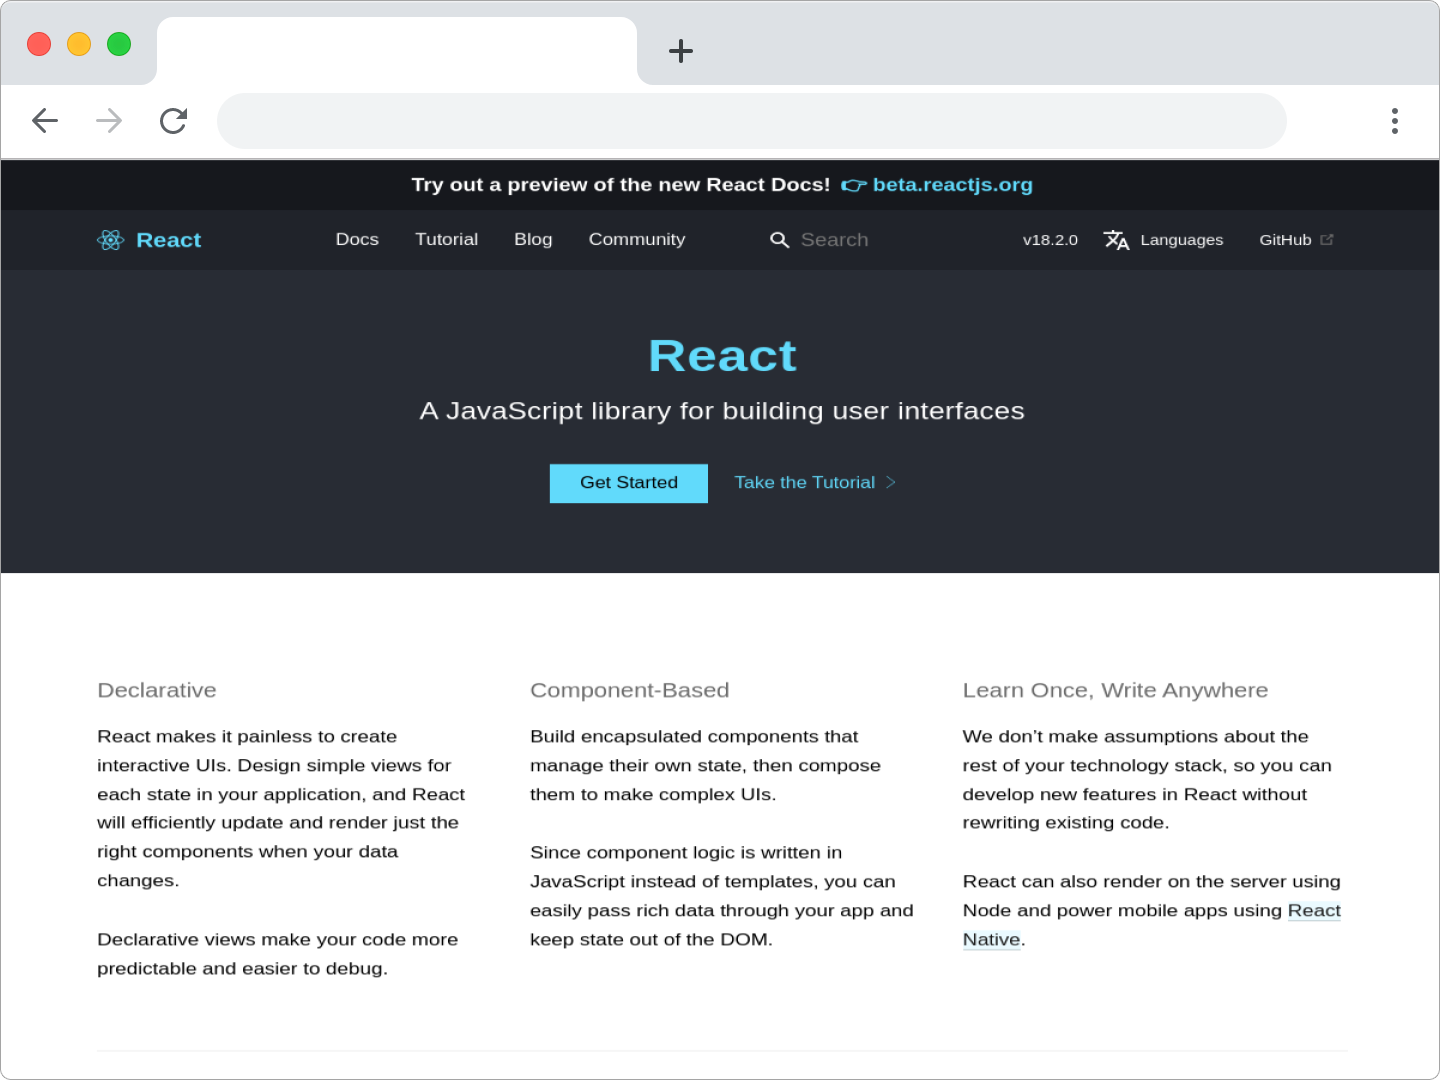 Try out a preview of the new React Docs! 👉 beta.reactjs.org
React Docs Tutorial Blog Community Search v18.2.0 Languages GitHub
React
A JavaScript library for building user interfaces
Get Started Take the Tutorial
Declarative
React makes it painless to create
interactive UIs. Design simple views for
each state in your application, and React
will efficiently update and render just the
right components when your data
changes.
Declarative views make your code more
predictable and easier to debug.
Component-Based
Build encapsulated components that
manage their own state, then compose
them to make complex UIs.
Since component logic is written in
JavaScript instead of templates, you can
easily pass rich data through your app and
keep state out of the DOM.
Learn Once, Write Anywhere
We don’t make assumptions about the
rest of your technology stack, so you can
develop new features in React without
rewriting existing code.
React can also render on the server using
Node and power mobile apps using React
Native.